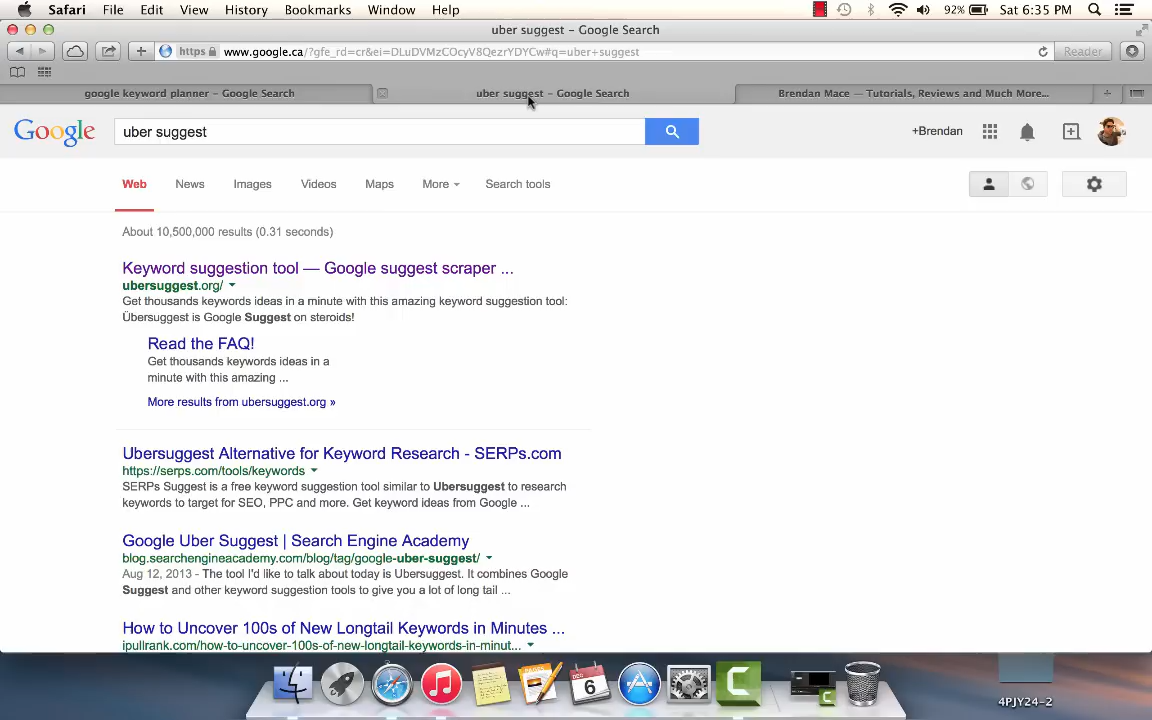 Safari File Edit View History Bookmarks Window Help 92% Sat 6:35 PM
uber suggest – Google Search
https www.google.ca/?gfe_rd=cr&ei=DLuDVMzCOcyV8QezrYDYCw#q=uber+suggest Reader
google keyword planner – Google Search uber suggest – Google Search Brendan Mace — Tutorials, Reviews and Much More...
Google uber suggest +Brendan
Web News Images Videos Maps More Search tools
About 10,500,000 results (0.31 seconds)
Keyword suggestion tool — Google suggest scraper ...
ubersuggest.org/
Get thousands keywords ideas in a minute with this amazing keyword suggestion tool:
Übersuggest is Google Suggest on steroids!
Read the FAQ!
Get thousands keywords ideas in a
minute with this amazing ...
More results from ubersuggest.org »
Ubersuggest Alternative for Keyword Research - SERPs.com
https://serps.com/tools/keywords
SERPs Suggest is a free keyword suggestion tool similar to Ubersuggest to research
keywords to target for SEO, PPC and more. Get keyword ideas from Google ...
Google Uber Suggest | Search Engine Academy
blog.searchengineacademy.com/blog/tag/google-uber-suggest/
Aug 12, 2013 - The tool I'd like to talk about today is Ubersuggest. It combines Google
Suggest and other keyword suggestion tools to give you a lot of long tail ...
How to Uncover 100s of New Longtail Keywords in Minutes ...
ipullrank.com/how-to-uncover-100s-of-new-longtail-keywords-in-minut...
DEC
6
4PJY24-2